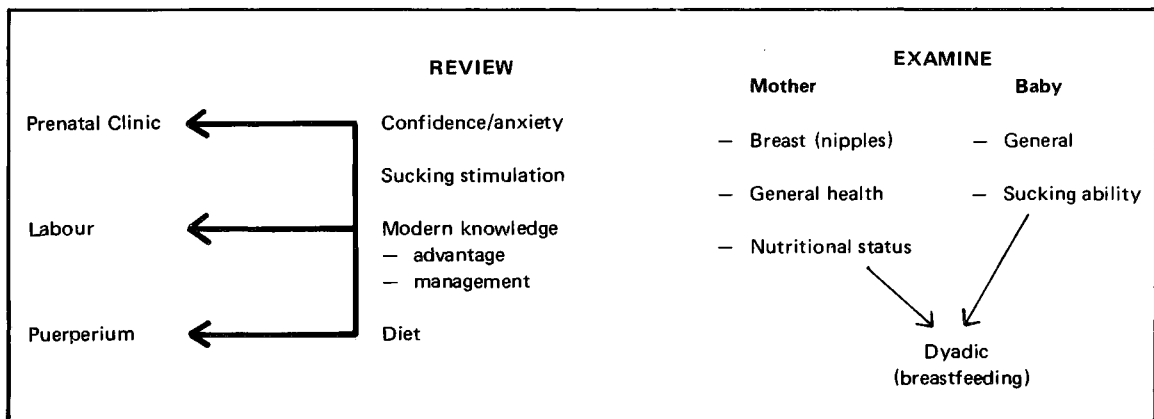 REVIEW
Prenatal Clinic
Labour
Puerperium
Confidence/anxiety
Sucking stimulation
Modern knowledge
— advantage
— management
Diet
EXAMINE
Mother
— Breast (nipples)
— General health
— Nutritional status
Baby
— General
— Sucking ability
Dyadic
(breastfeeding)